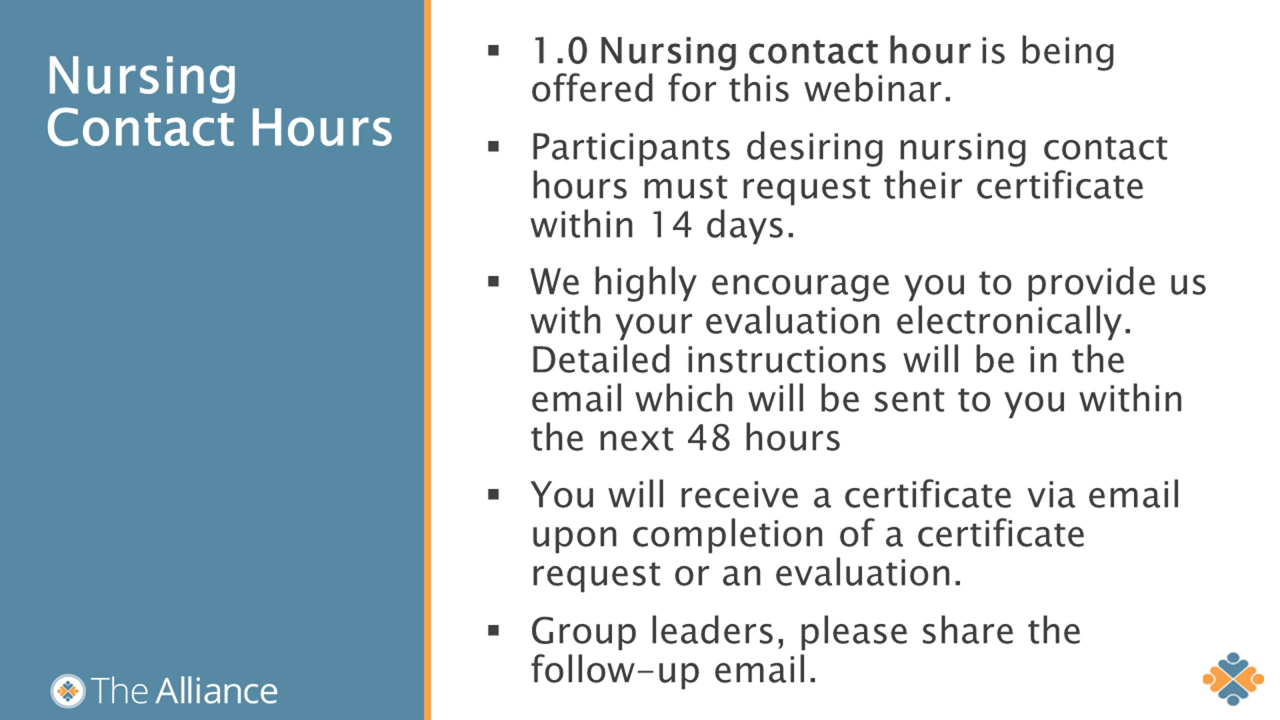 Nursing
Contact Hours
▪ 1.0 Nursing contact hour is being
offered for this webinar.
▪ Participants desiring nursing contact
hours must request their certificate
within 14 days.
▪ We highly encourage you to provide us
with your evaluation electronically.
Detailed instructions will be in the
email which will be sent to you within
the next 48 hours
▪ You will receive a certificate via email
upon completion of a certificate
request or an evaluation.
▪ Group leaders, please share the
follow-up email.
The Alliance